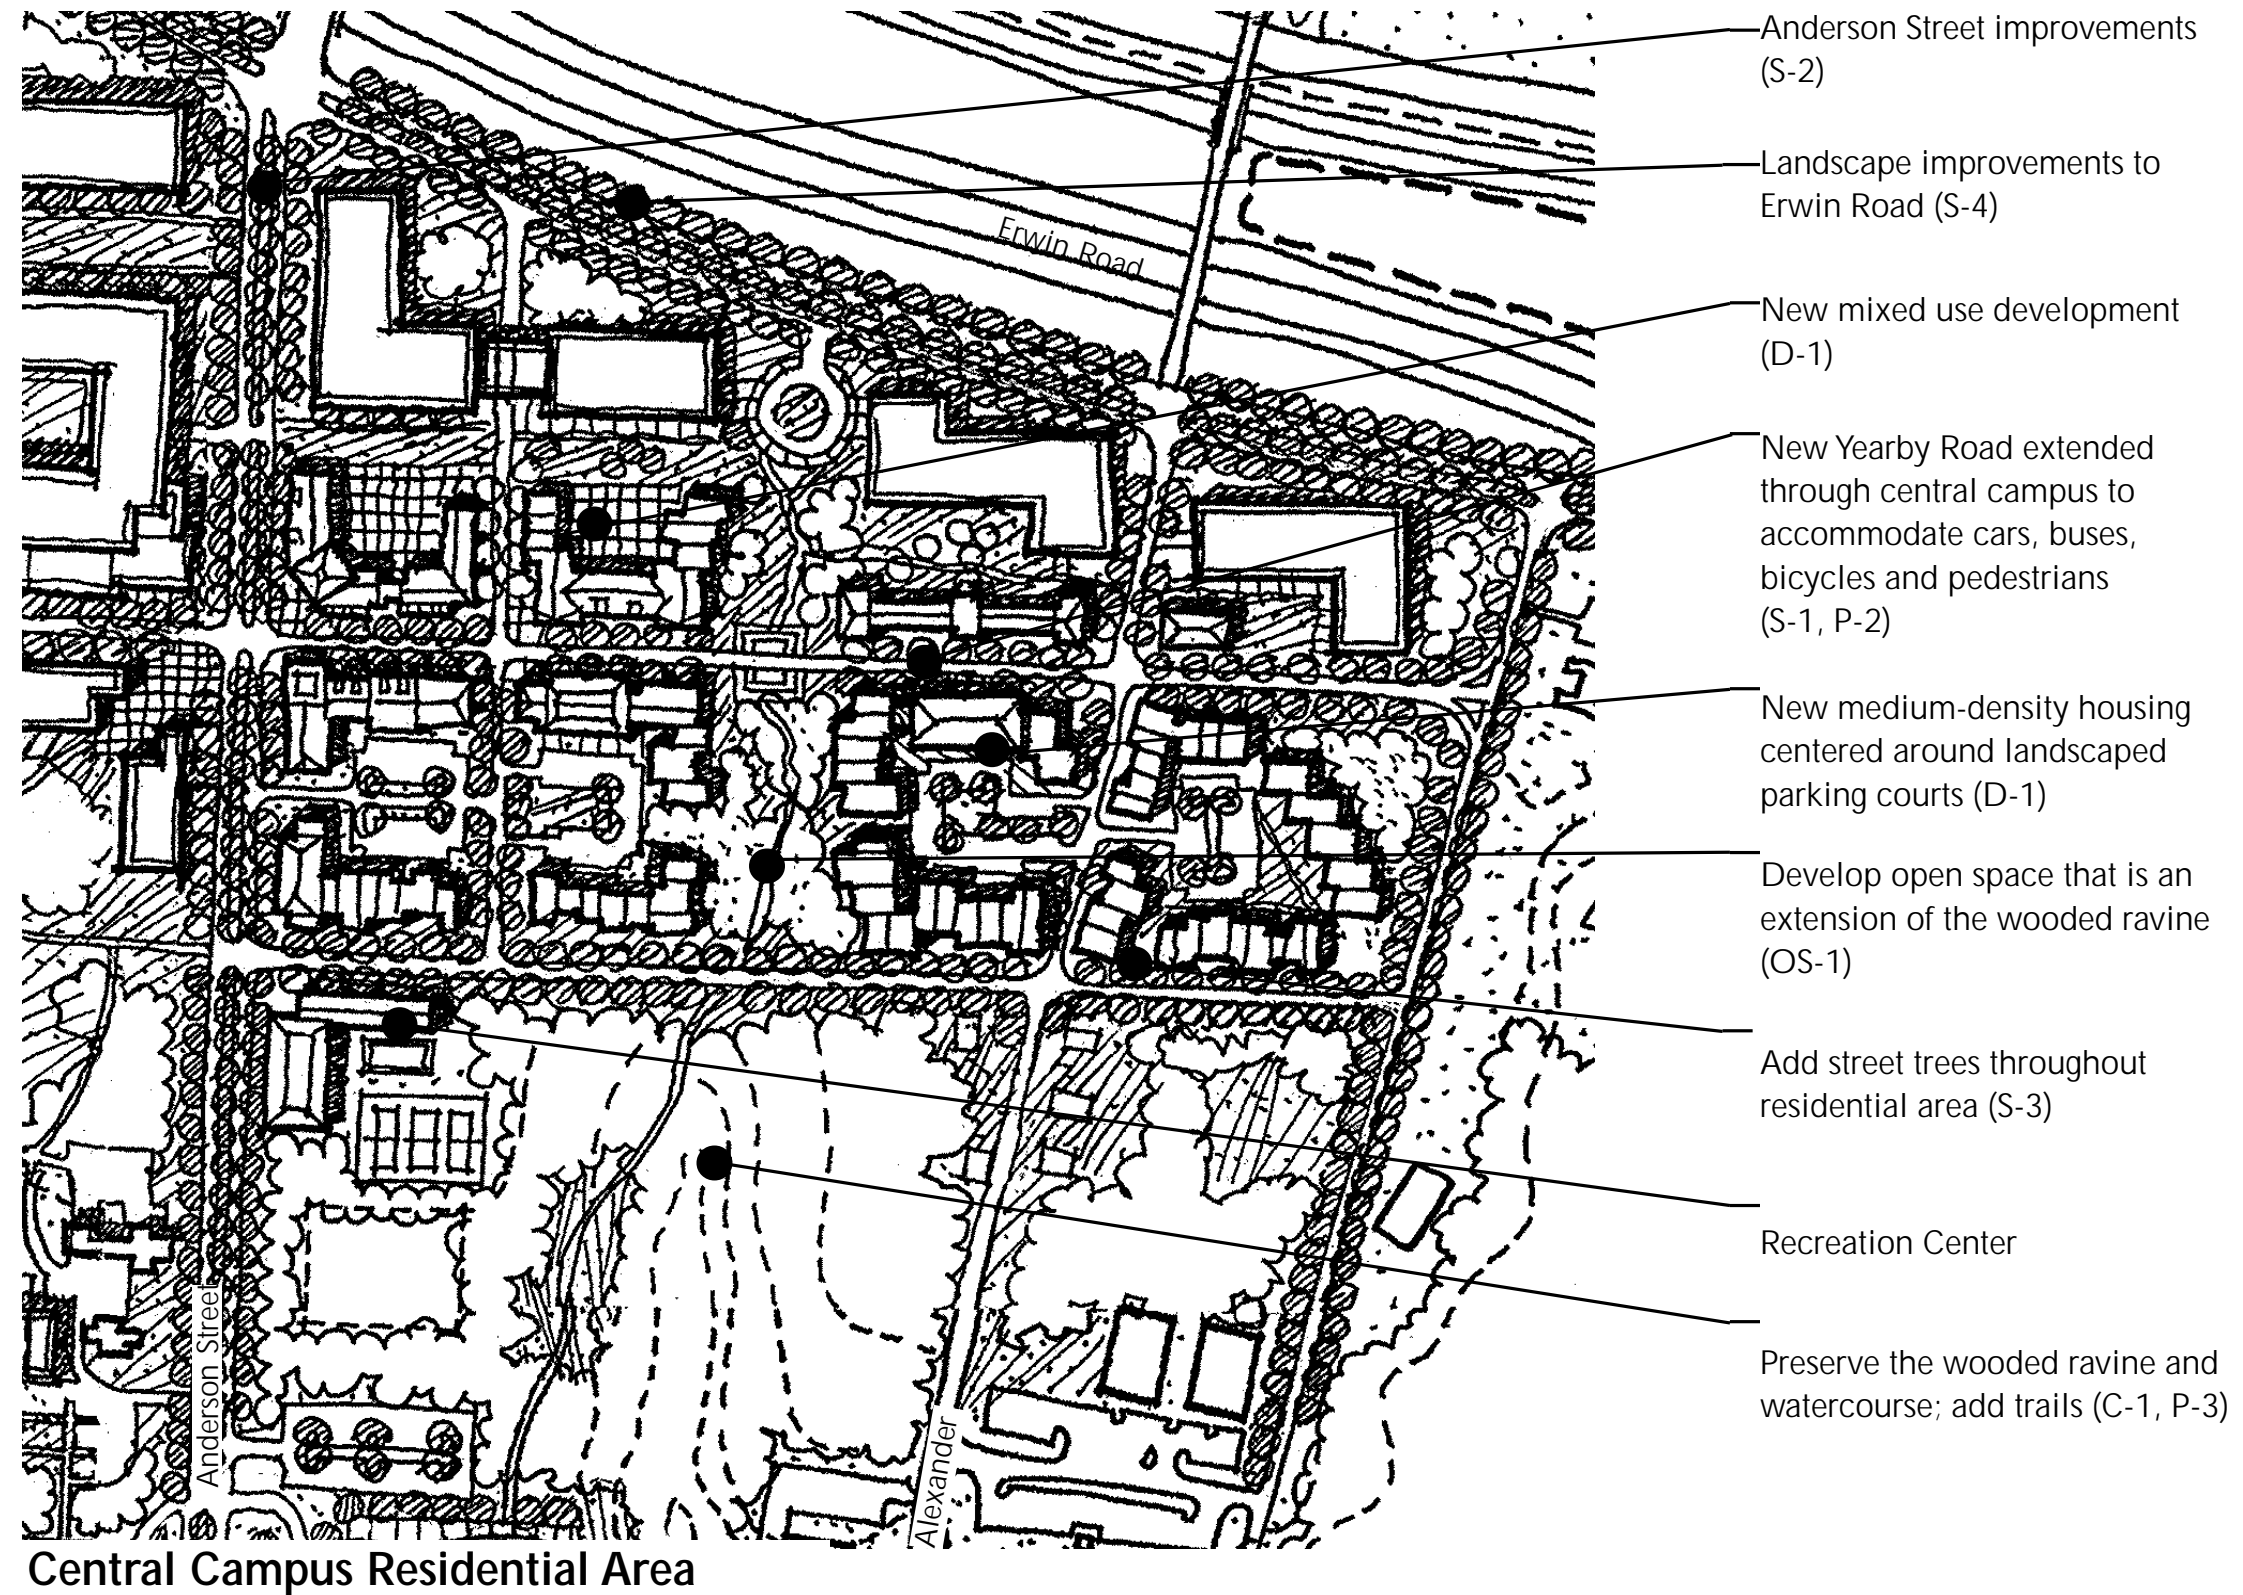 Anderson Street improvements
(S-2)
Landscape improvements to
Erwin Road (S-4)
Erwin Road
New mixed use development
(D-1)
New Yearby Road extended
through central campus to
accommodate cars, buses,
bicycles and pedestrians
(S-1, P-2)
New medium-density housing
centered around landscaped
parking courts (D-1)
Develop open space that is an
extension of the wooded ravine
(OS-1)
Add street trees throughout
residential area (S-3)
Recreation Center
Preserve the wooded ravine and
watercourse; add trails (C-1, P-3)
Anderson Street
Alexander
Central Campus Residential Area